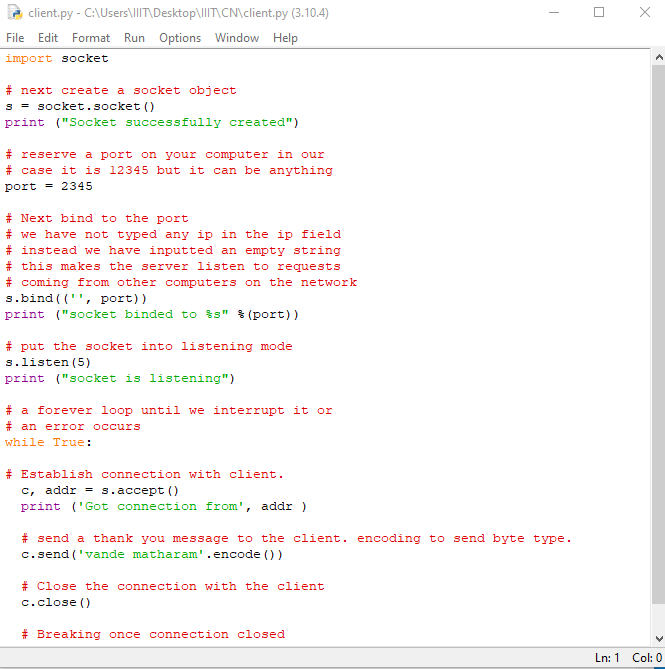 client.py - C:\Users\IIIT\Desktop\IIIT\CN\client.py (3.10.4)
File Edit Format Run Options Window Help
import socket
# next create a socket object
s = socket.socket()
print ("Socket successfully created")
# reserve a port on your computer in our
# case it is 12345 but it can be anything
port = 2345
# Next bind to the port
# we have not typed any ip in the ip field
# instead we have inputted an empty string
# this makes the server listen to requests
# coming from other computers on the network
s.bind(('', port))
print ("socket binded to %s" %(port))
# put the socket into listening mode
s.listen(5)
print ("socket is listening")
# a forever loop until we interrupt it or
# an error occurs
while True:
# Establish connection with client.
  c, addr = s.accept()
  print ('Got connection from', addr )
  # send a thank you message to the client. encoding to send byte type.
  c.send('vande matharam'.encode())
  # Close the connection with the client
  c.close()
  # Breaking once connection closed
Ln: 1 Col: 0